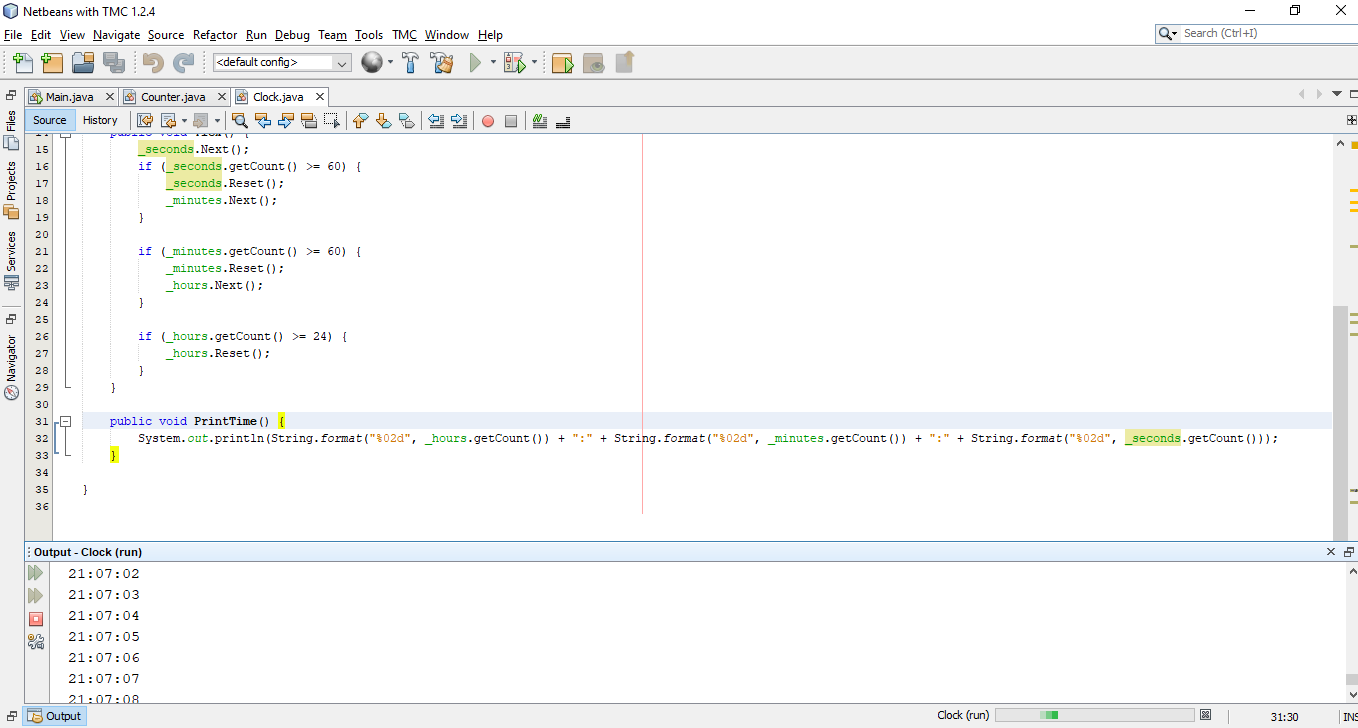 Netbeans with TMC 1.2.4
File Edit View Navigate Source Refactor Run Debug Team Tools TMC Window Help
Search (Ctrl+I)
<default config>
Main.java Counter.java Clock.java
Source History
Files
Projects
Services
Navigator
14 public void Tick() {
15 _seconds.Next();
16 if (_seconds.getCount() >= 60) {
17 _seconds.Reset();
18 _minutes.Next();
19 }
20
21 if (_minutes.getCount() >= 60) {
22 _minutes.Reset();
23 _hours.Next();
24 }
25
26 if (_hours.getCount() >= 24) {
27 _hours.Reset();
28 }
29 }
30
31 public void PrintTime() {
32 System.out.println(String.format("%02d", _hours.getCount()) + ":" + String.format("%02d", _minutes.getCount()) + ":" + String.format("%02d", _seconds.getCount()));
33 }
34
35 }
36
Output - Clock (run)
21:07:02
21:07:03
21:07:04
21:07:05
21:07:06
21:07:07
21:07:08
Output
Clock (run)
31:30
INS